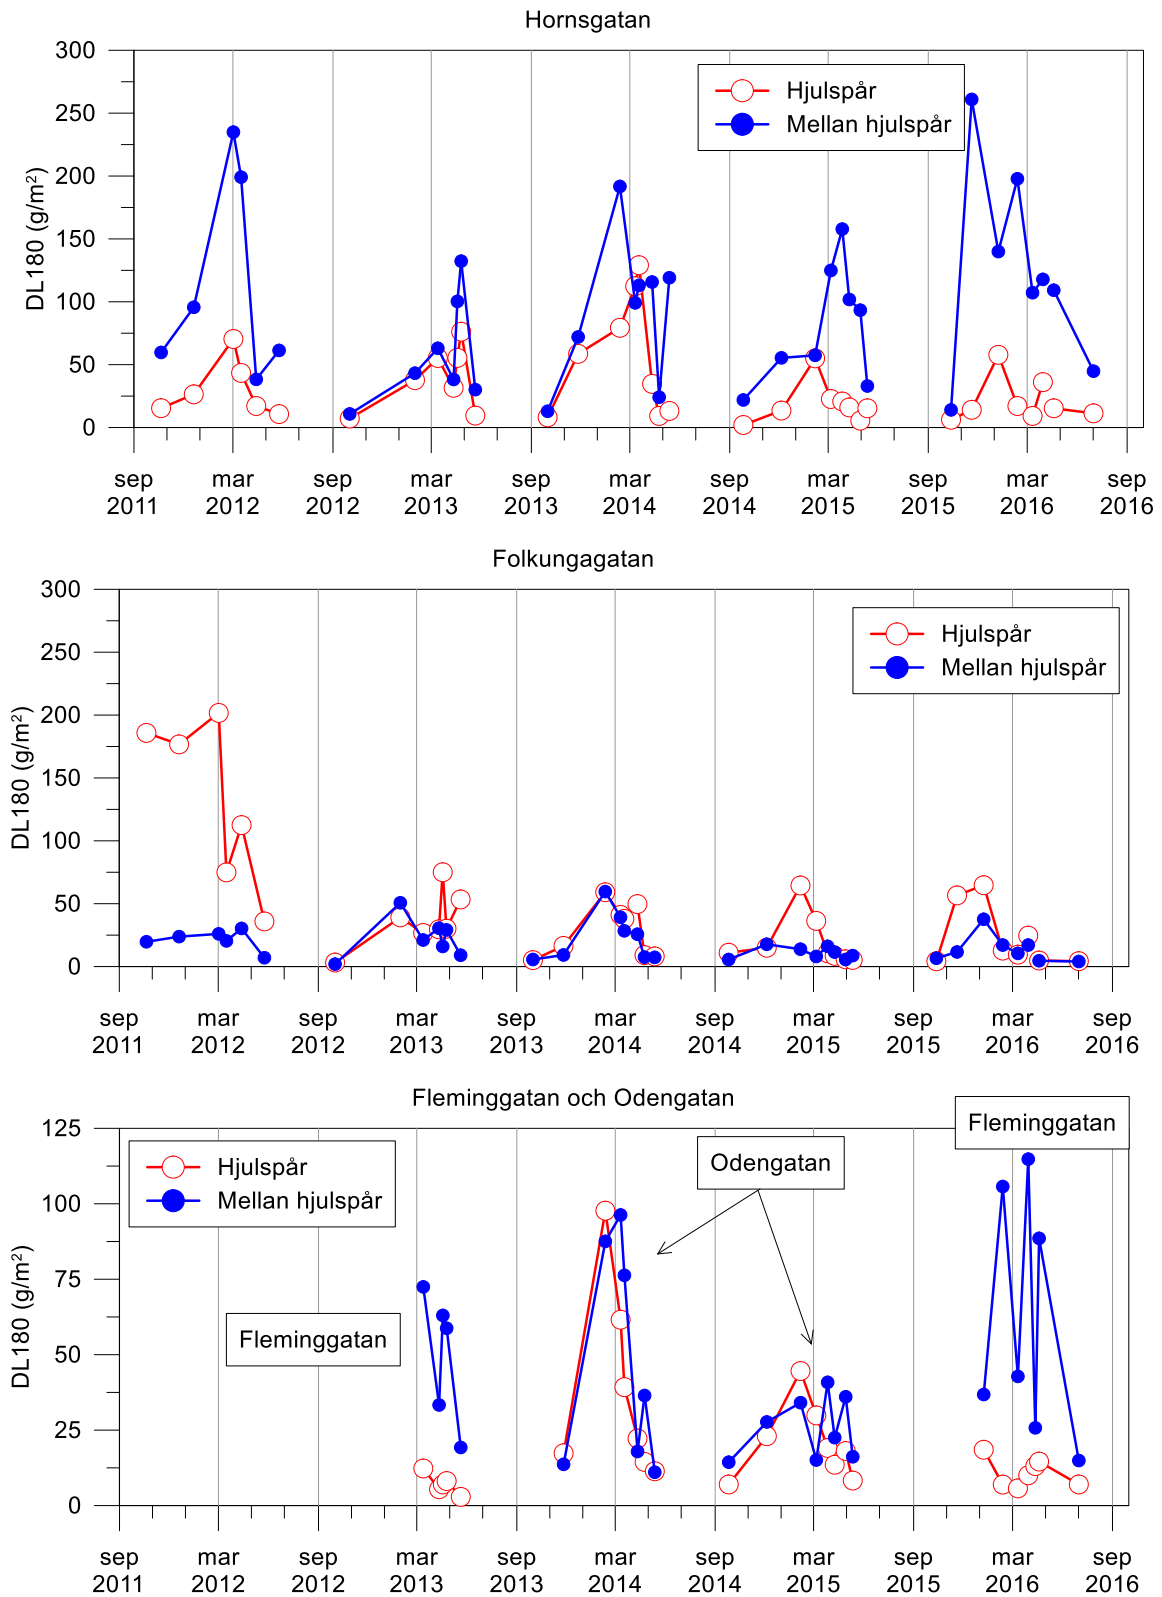 Hornsgatan
300
250
200
150
100
50
0
DL180 (g/m²)
Hjulspår
Mellan hjulspår
sep mar sep mar sep mar sep mar sep mar sep
2011 2012 2012 2013 2013 2014 2014 2015 2015 2016 2016
Folkungagatan
300
250
200
150
100
50
0
DL180 (g/m²)
Hjulspår
Mellan hjulspår
sep mar sep mar sep mar sep mar sep mar sep
2011 2012 2012 2013 2013 2014 2014 2015 2015 2016 2016
Fleminggatan och Odengatan
125
100
75
50
25
0
DL180 (g/m²)
Hjulspår
Mellan hjulspår
Fleminggatan
Odengatan
Fleminggatan
sep mar sep mar sep mar sep mar sep mar sep
2011 2012 2012 2013 2013 2014 2014 2015 2015 2016 2016